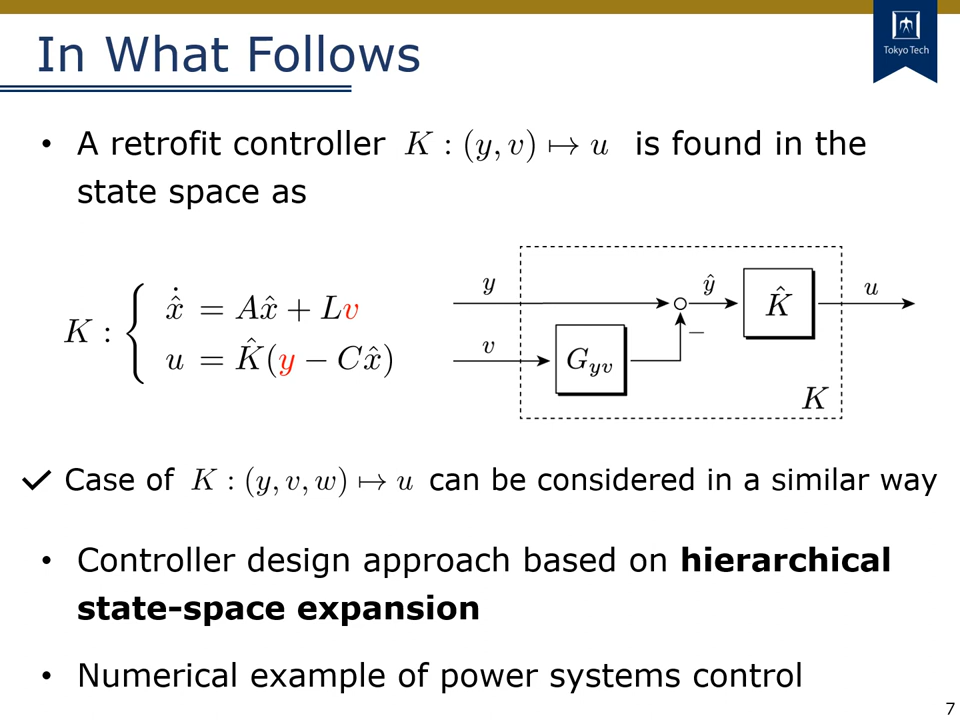 Tokyo Tech
In What Follows
• A retrofit controller K : (y, v) ↦ u is found in the
state space as
K : { x̂̇ = Ax̂ + Lv
u = K̂(y − Cx̂)
y
ŷ
K̂
u
−
v
G_yv
K
✓ Case of K : (y, v, w) ↦ u can be considered in a similar way
• Controller design approach based on hierarchical
state-space expansion
• Numerical example of power systems control
7